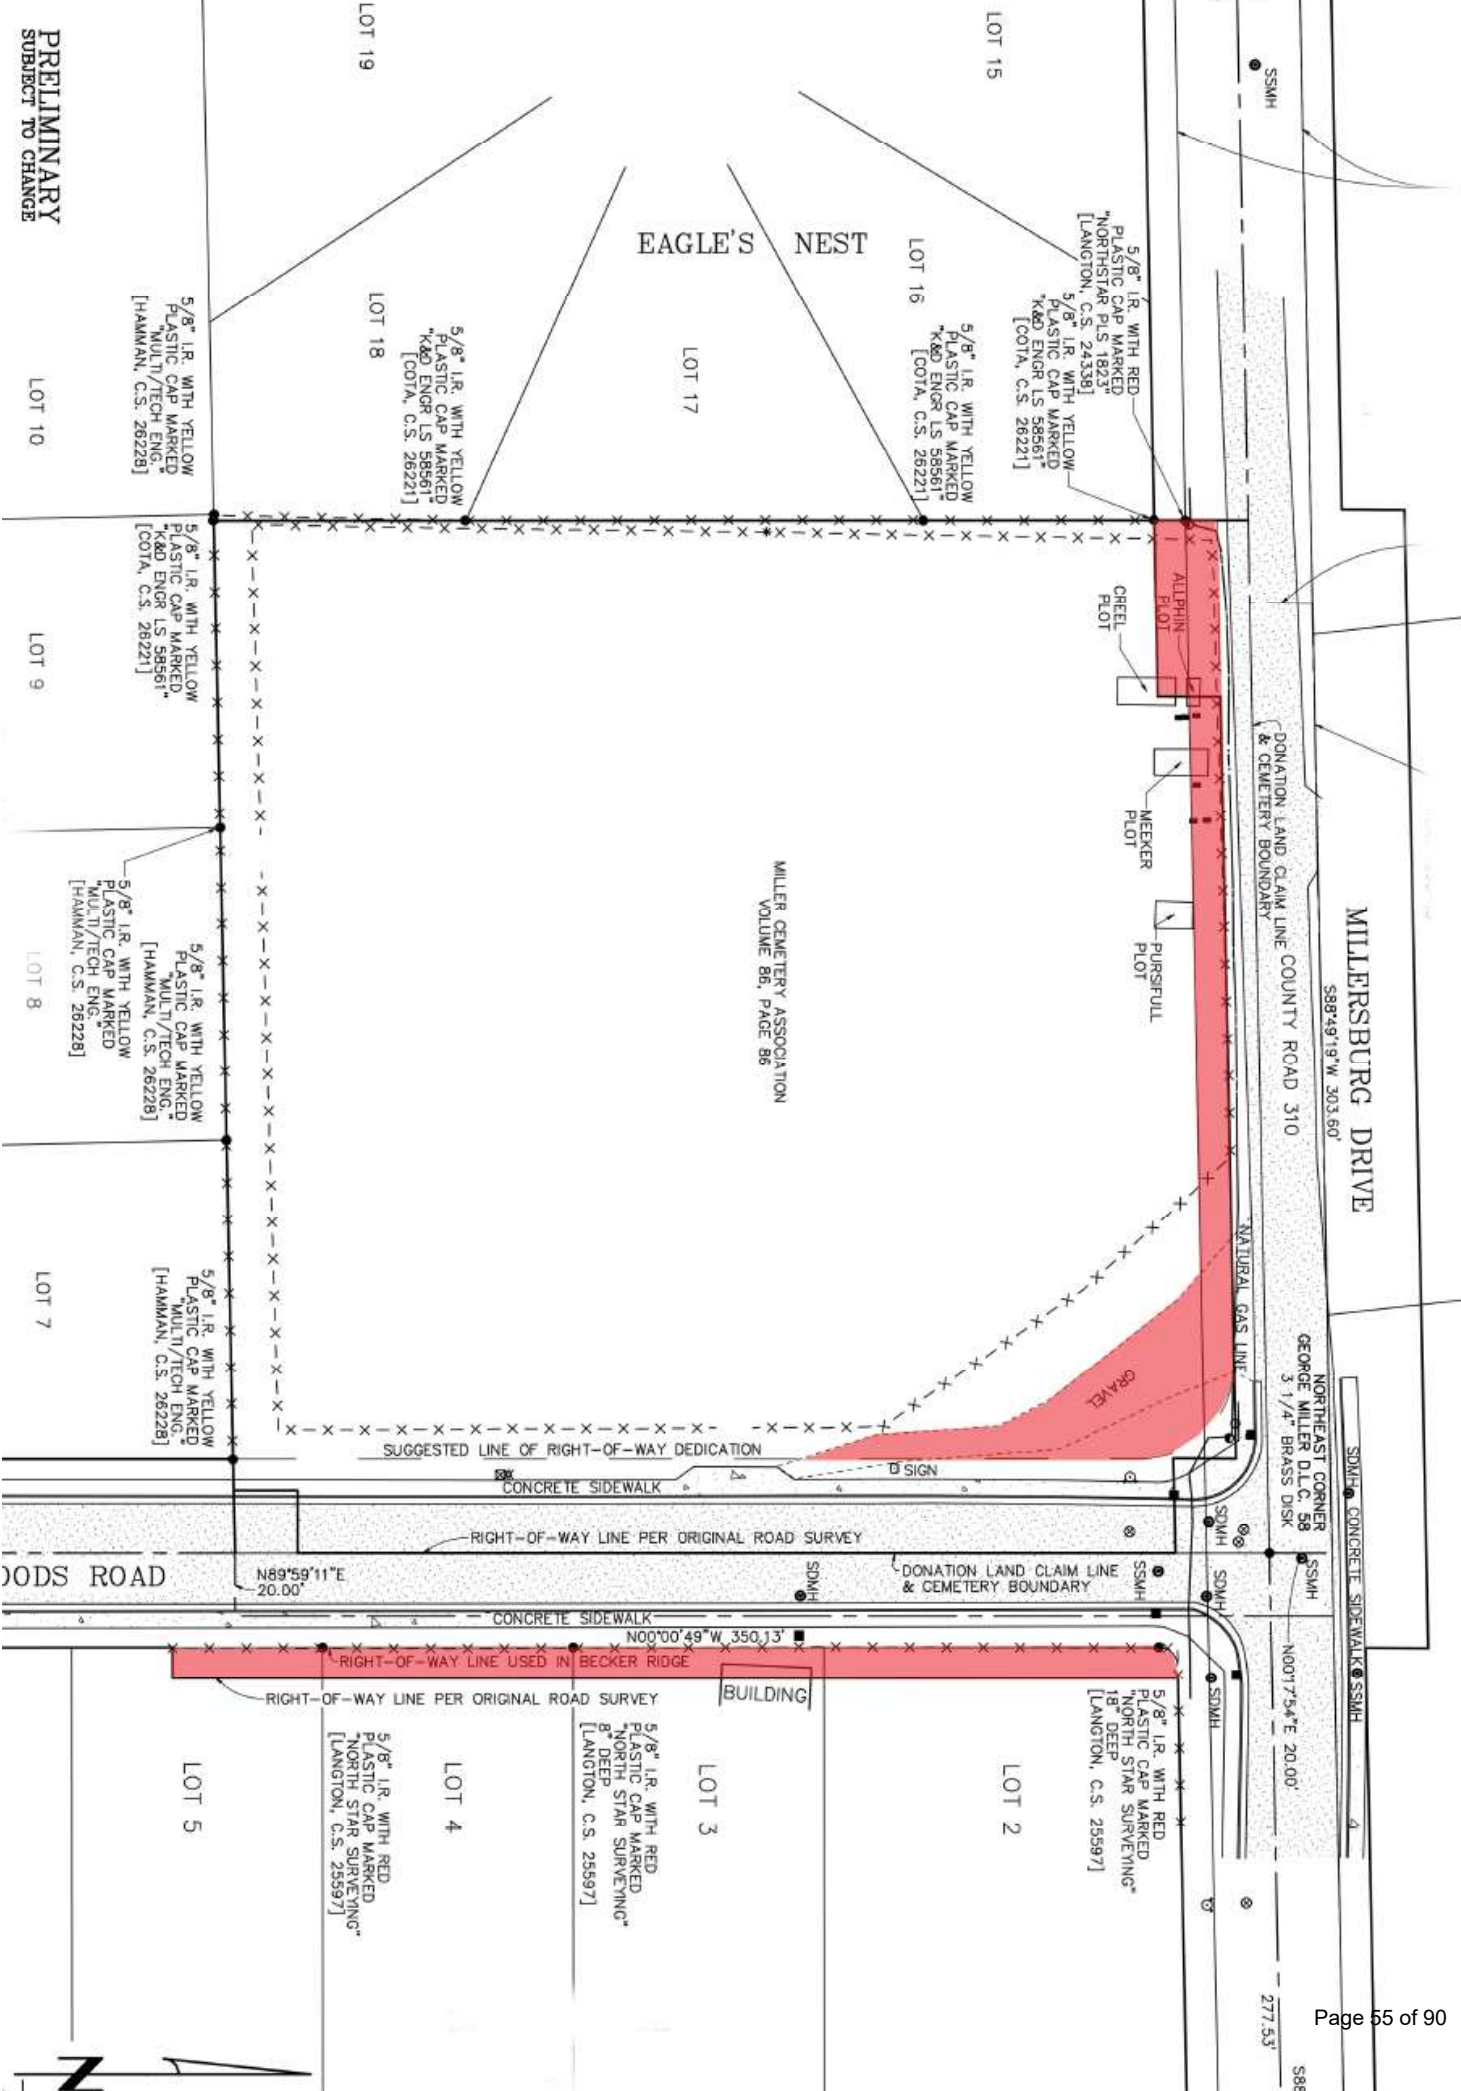 PRELIMINARY
SUBJECT TO CHANGE
LOT 19
LOT 15
SSMH
EAGLE'S NEST
LOT 16
LOT 18
LOT 17
LOT 10
5/8" I.R. WITH RED
PLASTIC CAP MARKED
"NORTHSTAR PLS 1823"
[LANGTON, C.S. 24338]
5/8" I.R. WITH YELLOW
PLASTIC CAP MARKED
"K&D ENGR LS 58561"
[COTA, C.S. 26221]
5/8" I.R. WITH YELLOW
PLASTIC CAP MARKED
"K&D ENGR LS 58561"
[COTA, C.S. 26221]
5/8" I.R. WITH YELLOW
PLASTIC CAP MARKED
"K&D ENGR LS 58561"
[COTA, C.S. 26221]
5/8" I.R. WITH YELLOW
PLASTIC CAP MARKED
"MULTI/TECH ENG."
[HAMMAN, C.S. 26228]
5/8" I.R. WITH YELLOW
PLASTIC CAP MARKED
"K&D ENGR LS 58561"
[COTA, C.S. 26221]
LOT 9
ALLPHIN
PLOT
CREEL
PLOT
MEEKER
PLOT
PURSIFULL
PLOT
DONATION LAND CLAIM LINE
& CEMETERY BOUNDARY
COUNTY ROAD 310
MILLERSBURG DRIVE
S88°49'19"W 303.60'
MILLER CEMETERY ASSOCIATION
VOLUME 86, PAGE 86
5/8" I.R. WITH YELLOW
PLASTIC CAP MARKED
"MULTI/TECH ENG."
[HAMMAN, C.S. 26228]
LOT 8
5/8" I.R. WITH YELLOW
PLASTIC CAP MARKED
"MULTI/TECH ENG."
[HAMMAN, C.S. 26228]
5/8" I.R. WITH YELLOW
PLASTIC CAP MARKED
"MULTI/TECH ENG."
[HAMMAN, C.S. 26228]
LOT 7
NATURAL GAS LINE
GRAVEL
NORTHEAST CORNER
GEORGE MILLER D.L.C. 58
3 1/4" BRASS DISK
SUGGESTED LINE OF RIGHT-OF-WAY DEDICATION
SIGN
CONCRETE SIDEWALK
SDMH
CONCRETE SIDEWALK
SSMH
RIGHT-OF-WAY LINE PER ORIGINAL ROAD SURVEY
SDMH
SSMH
ODS ROAD
N89°59'11"E
20.00'
DONATION LAND CLAIM LINE
& CEMETERY BOUNDARY
SDMH
SSMH
SDMH
CONCRETE SIDEWALK
N00°00'49"W 350.13'
N00°17'54"E 20.00'
RIGHT-OF-WAY LINE USED IN BECKER RIDGE
RIGHT-OF-WAY LINE PER ORIGINAL ROAD SURVEY
BUILDING
SDMH
5/8" I.R. WITH RED
PLASTIC CAP MARKED
"NORTH STAR SURVEYING"
18" DEEP
[LANGTON, C.S. 25597]
5/8" I.R. WITH RED
PLASTIC CAP MARKED
"NORTH STAR SURVEYING"
8" DEEP
[LANGTON, C.S. 25597]
5/8" I.R. WITH RED
PLASTIC CAP MARKED
"NORTH STAR SURVEYING"
[LANGTON, C.S. 25597]
LOT 5
LOT 4
LOT 3
LOT 2
277.53'
Page 55 of 90
N